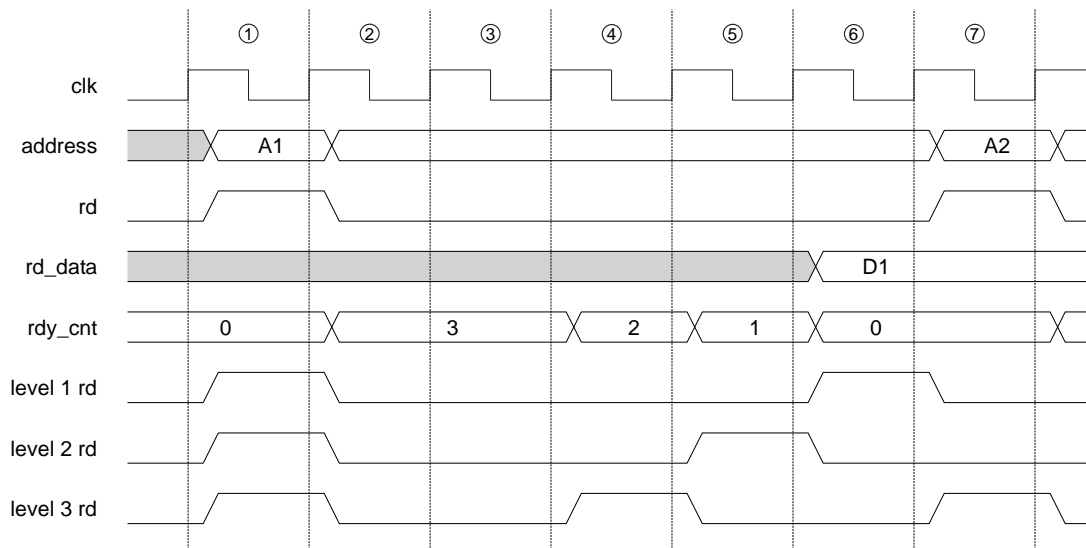 ① ② ③ ④ ⑤ ⑥ ⑦
clk
address A1 A2
rd
rd_data D1
rdy_cnt 0 3 2 1 0
level 1 rd
level 2 rd
level 3 rd